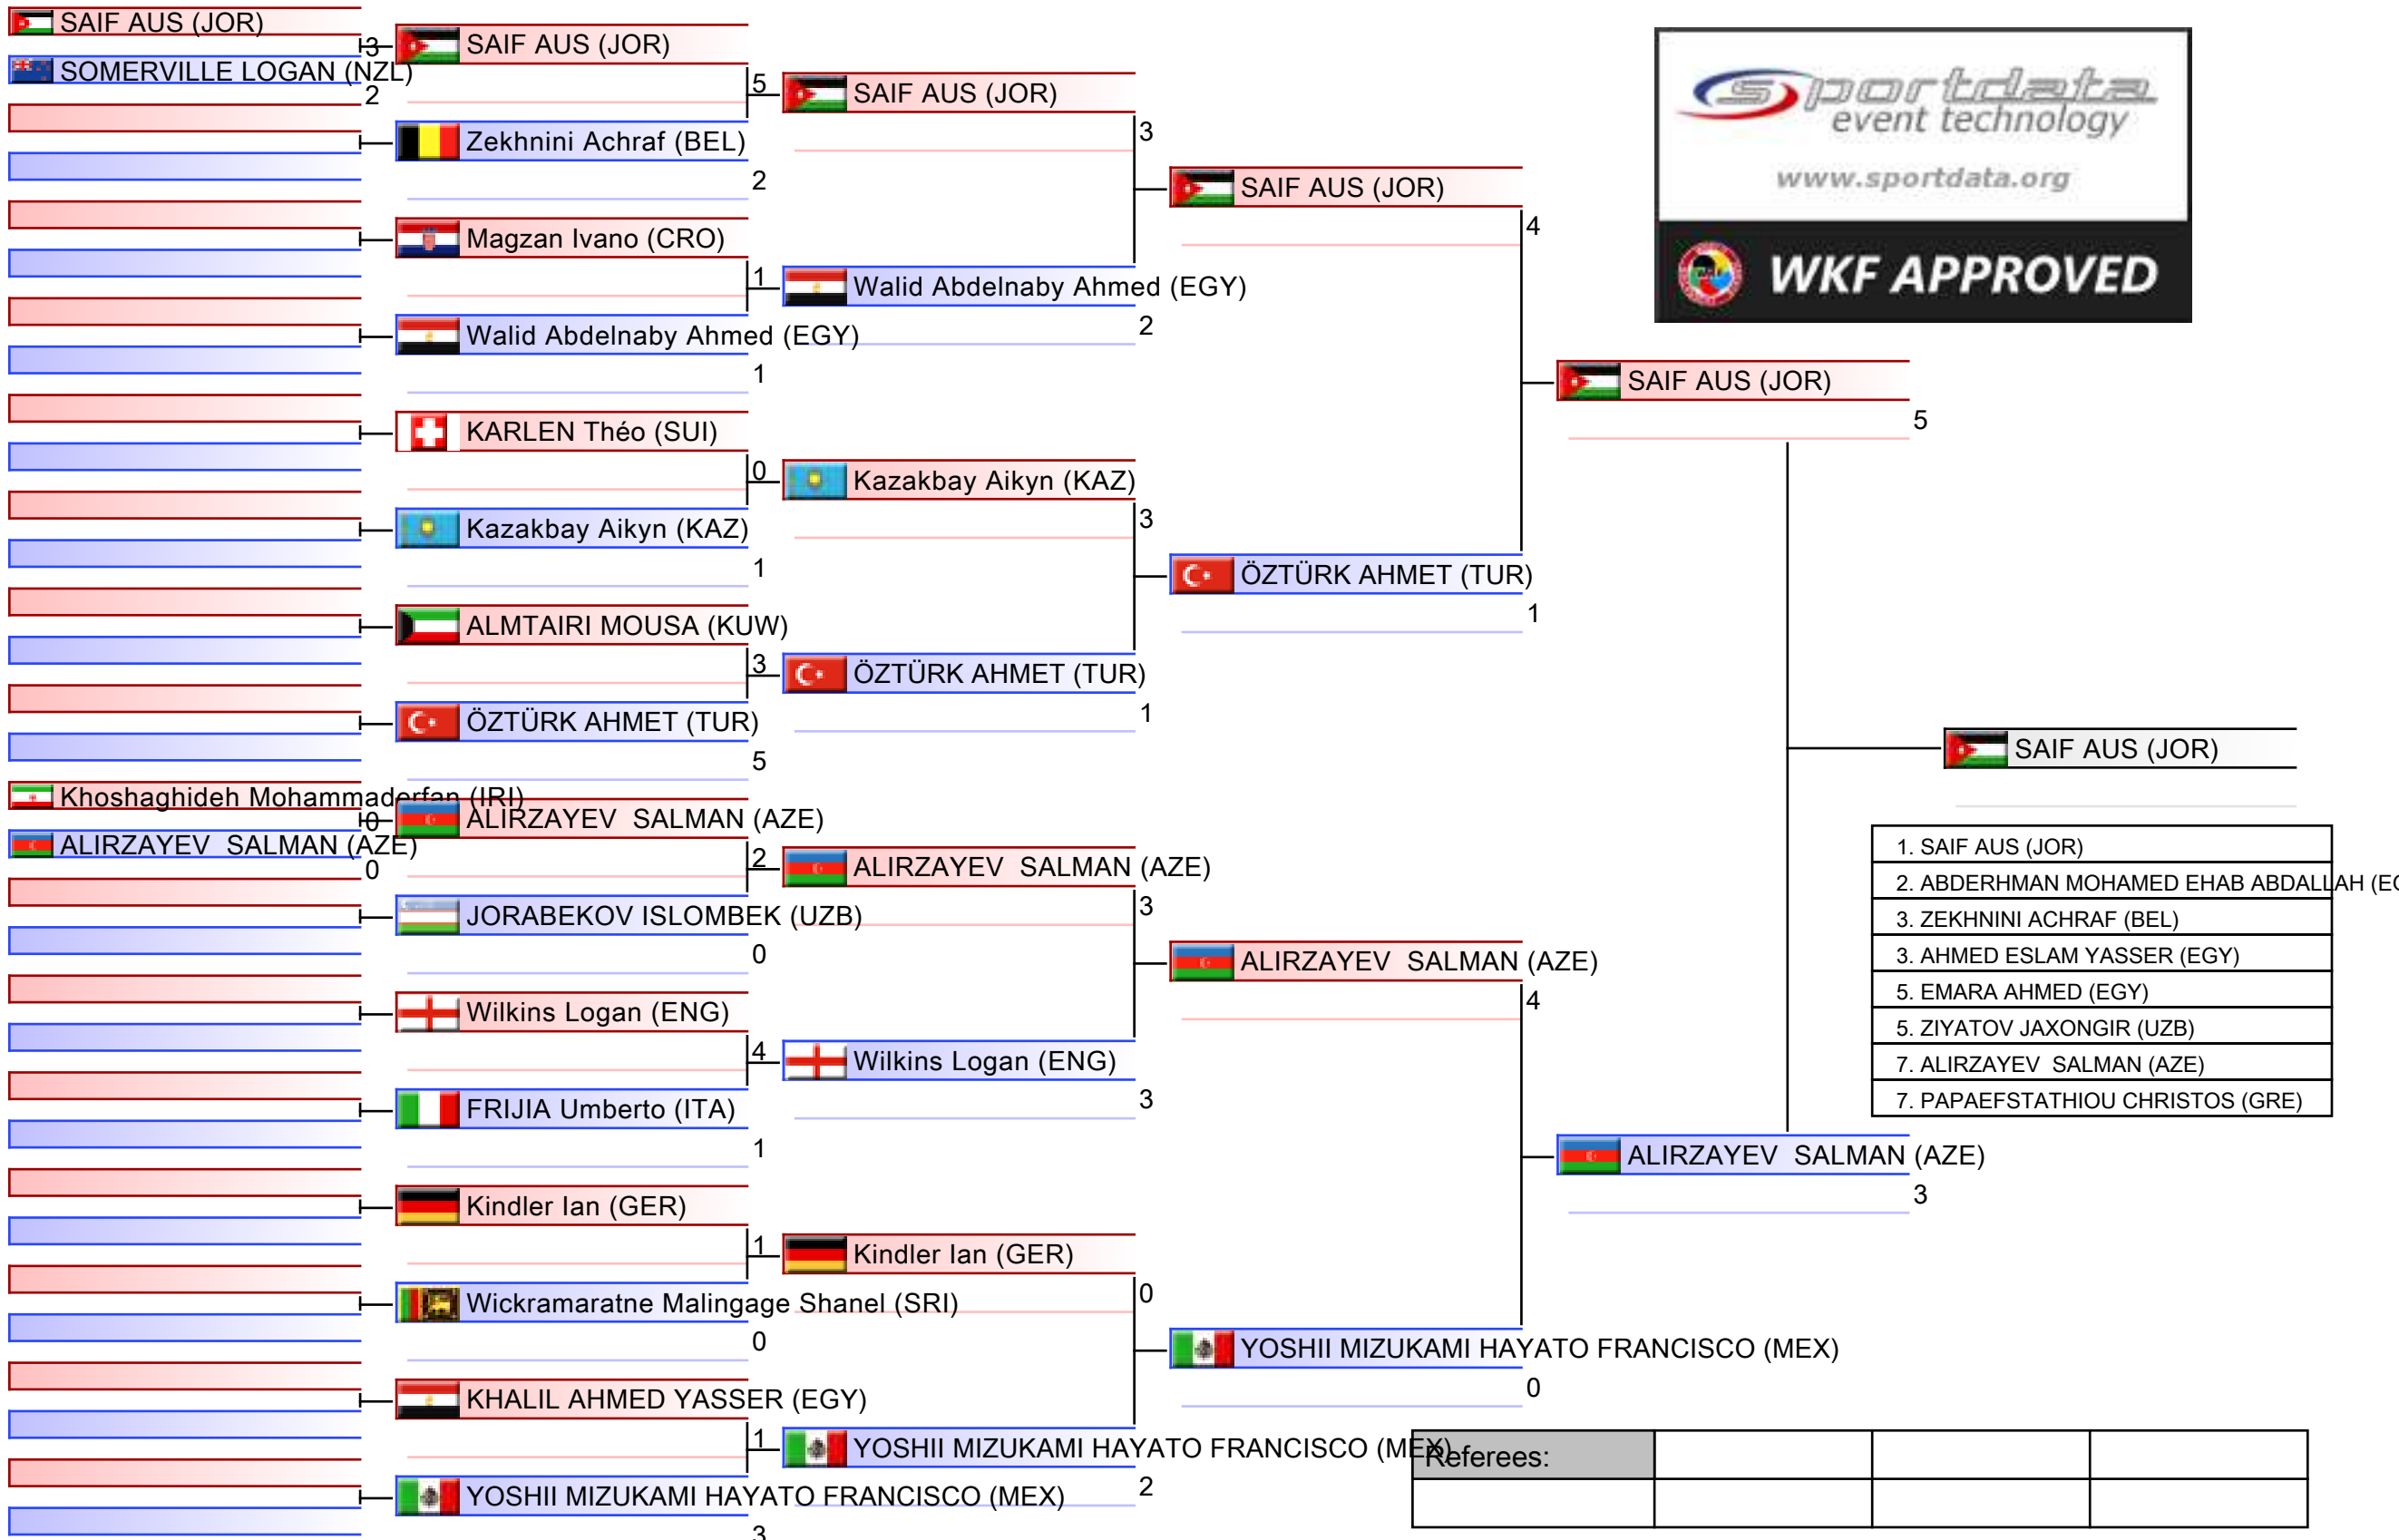 SAIF AUS (JOR)
3
SOMERVILLE LOGAN (NZL)
2
Khoshaghideh Mohammaderfan (IRI)
0
ALIRZAYEV  SALMAN (AZE)
0
SAIF AUS (JOR)
5
Zekhnini Achraf (BEL)
2
Magzan Ivano (CRO)
1
Walid Abdelnaby Ahmed (EGY)
1
KARLEN Théo (SUI)
0
Kazakbay Aikyn (KAZ)
1
ALMTAIRI MOUSA (KUW)
3
ÖZTÜRK AHMET (TUR)
5
ALIRZAYEV  SALMAN (AZE)
2
JORABEKOV ISLOMBEK (UZB)
0
Wilkins Logan (ENG)
4
FRIJIA Umberto (ITA)
1
Kindler Ian (GER)
1
Wickramaratne Malingage Shanel (SRI)
0
KHALIL AHMED YASSER (EGY)
1
YOSHII MIZUKAMI HAYATO FRANCISCO (MEX)
3
SAIF AUS (JOR)
3
Walid Abdelnaby Ahmed (EGY)
2
Kazakbay Aikyn (KAZ)
3
ÖZTÜRK AHMET (TUR)
1
ALIRZAYEV  SALMAN (AZE)
3
Wilkins Logan (ENG)
3
Kindler Ian (GER)
0
YOSHII MIZUKAMI HAYATO FRANCISCO (MEX)
2
SAIF AUS (JOR)
4
ÖZTÜRK AHMET (TUR)
1
ALIRZAYEV  SALMAN (AZE)
4
YOSHII MIZUKAMI HAYATO FRANCISCO (MEX)
0
SAIF AUS (JOR)
5
ALIRZAYEV  SALMAN (AZE)
3
SAIF AUS (JOR)
sportdata
event technology
www.sportdata.org
WKF APPROVED
1. SAIF AUS (JOR)
2. ABDERHMAN MOHAMED EHAB ABDALLAH (EG
3. ZEKHNINI ACHRAF (BEL)
3. AHMED ESLAM YASSER (EGY)
5. EMARA AHMED (EGY)
5. ZIYATOV JAXONGIR (UZB)
7. ALIRZAYEV  SALMAN (AZE)
7. PAPAEFSTATHIOU CHRISTOS (GRE)
Referees: